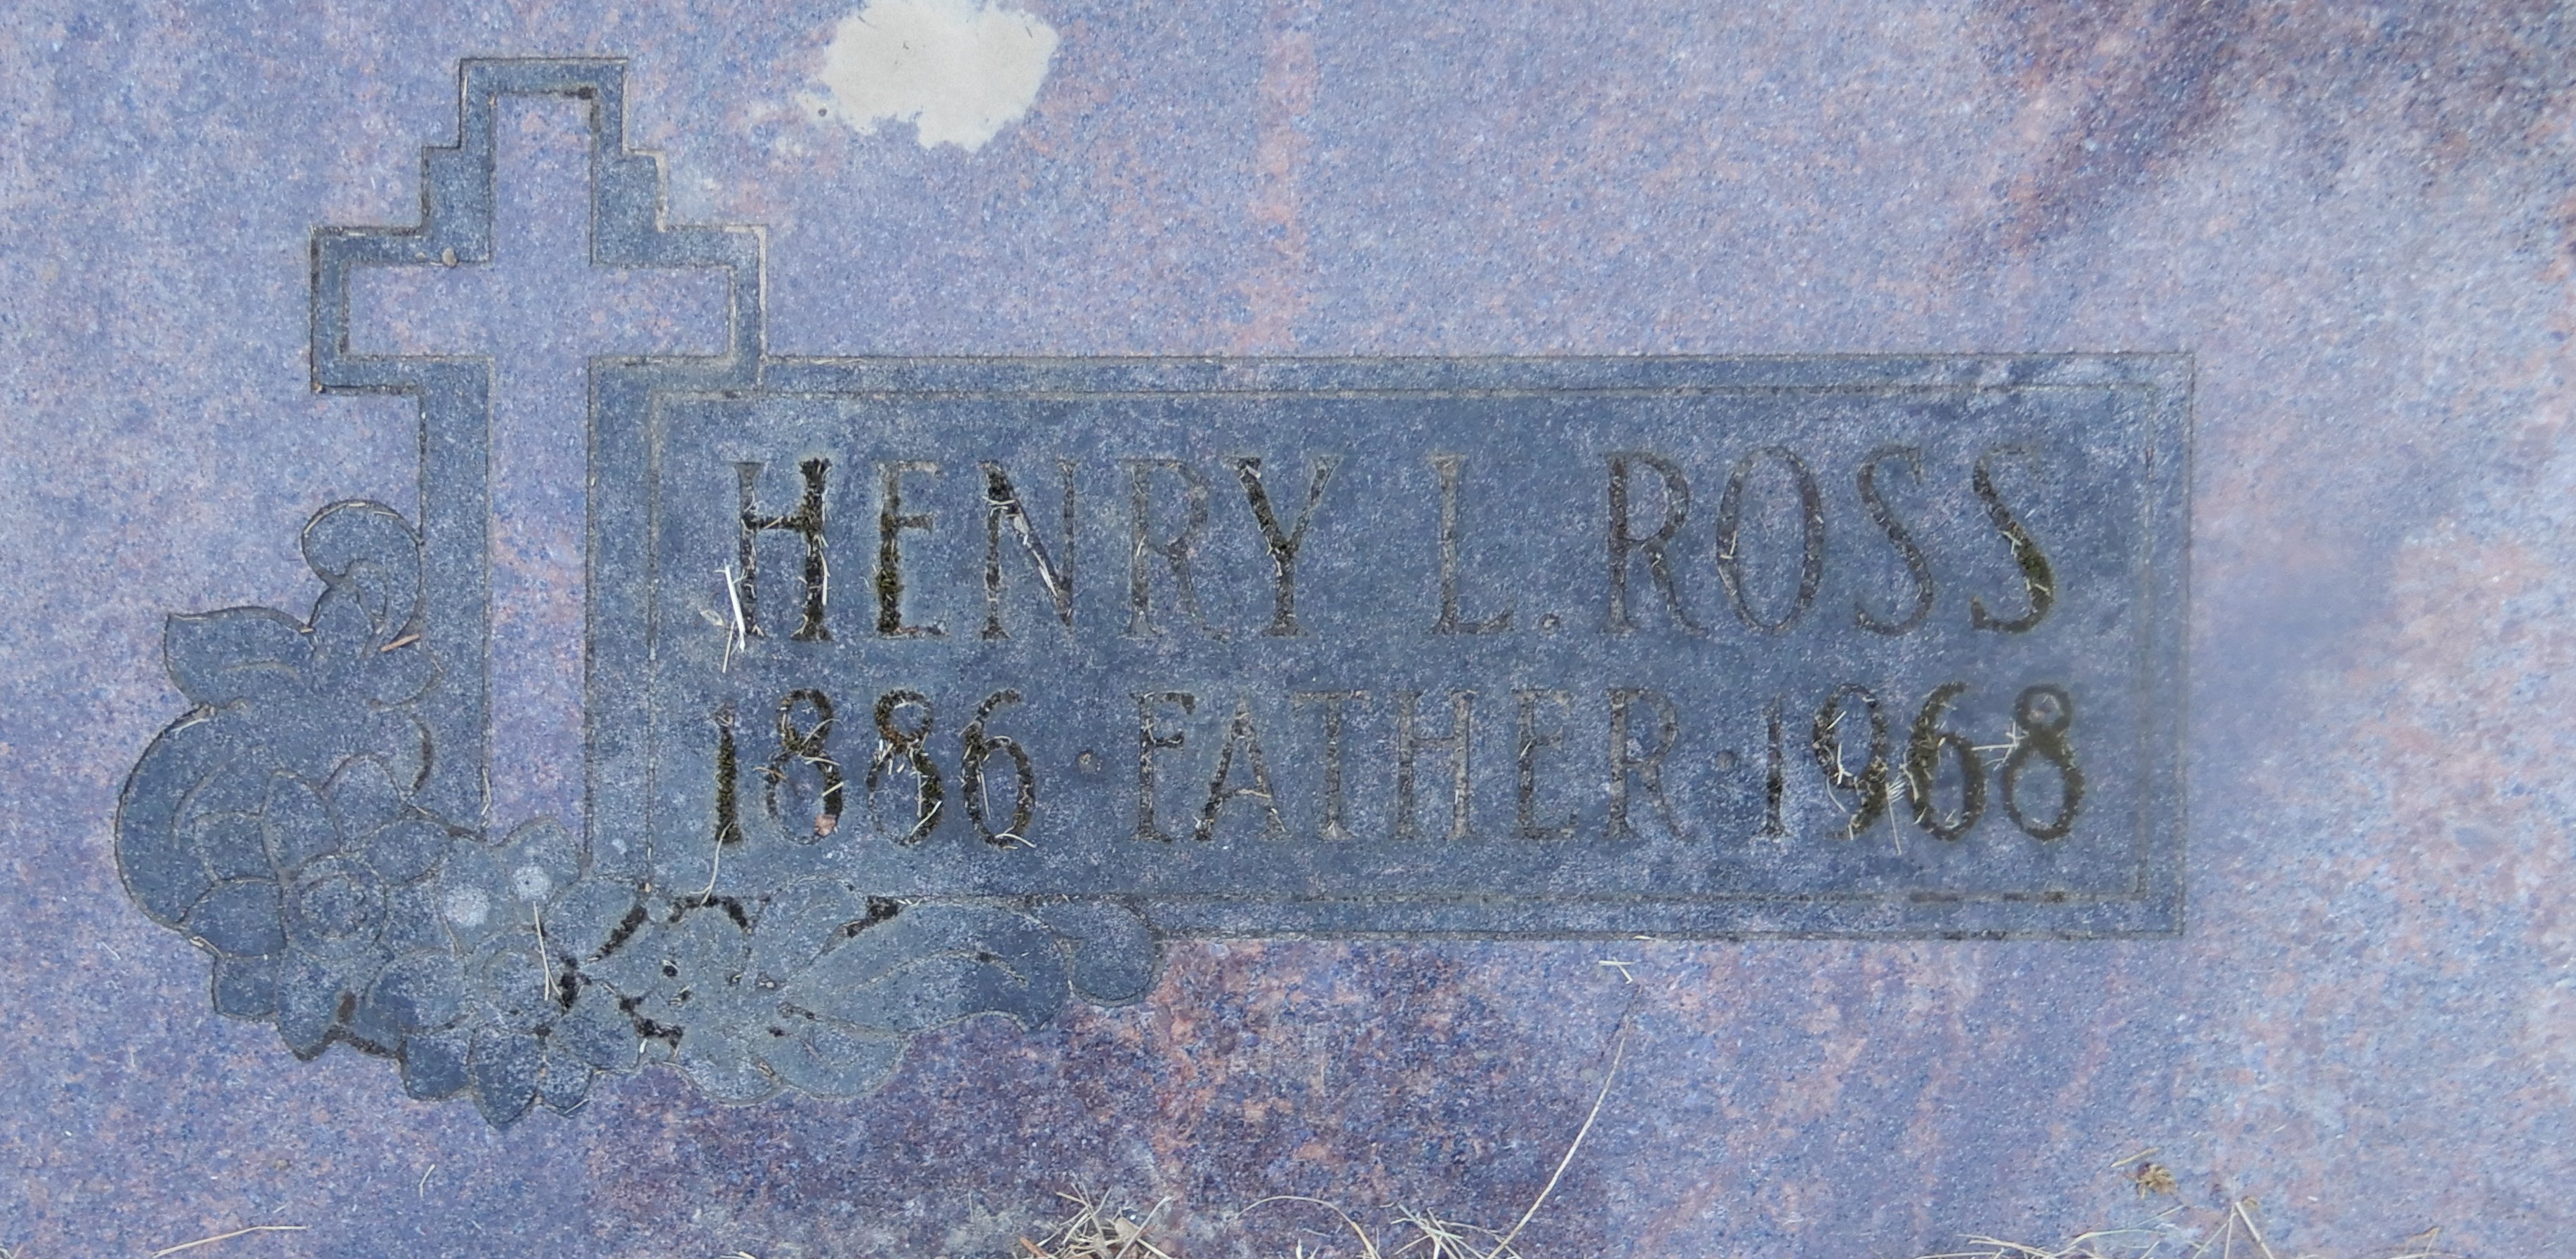 HENRY L. ROSS
1886 · FATHER · 1968